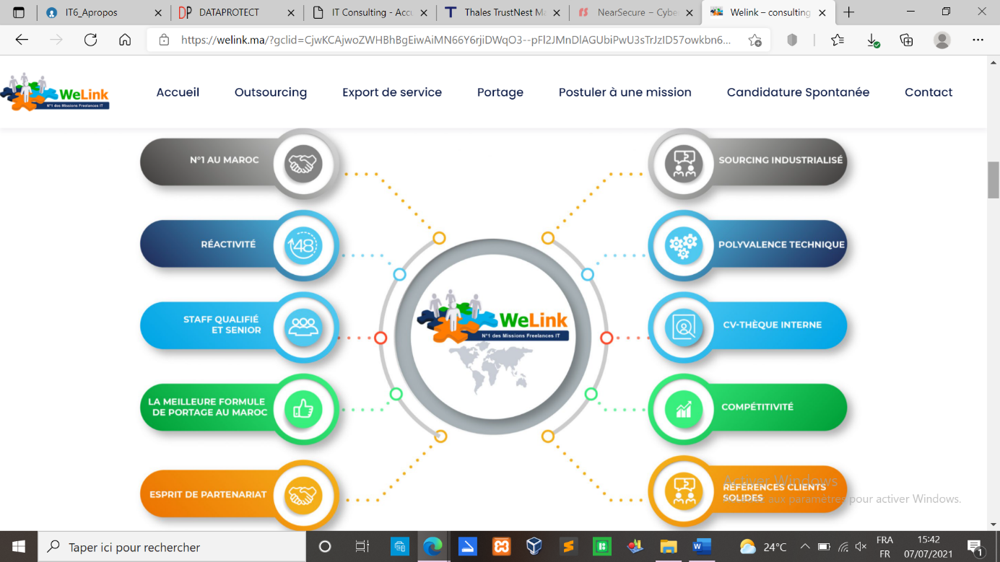 IT6_Apropos
DATAPROTECT
IT Consulting - Accu
Thales TrustNest Ma
NearSecure – Cybe
Welink – consulting
https://welink.ma/?gclid=CjwKCAjwoZWHBhBgEiwAiMN66Y6rjiDWqO3--pFl2JMnDlAGUbiPwU3sTrJzID57owkbn6...
WeLink
N°1 des Missions Freelances IT
Accueil
Outsourcing
Export de service
Portage
Postuler à une mission
Candidature Spontanée
Contact
N°1 AU MAROC
SOURCING INDUSTRIALISÉ
RÉACTIVITÉ
48
POLYVALENCE TECHNIQUE
STAFF QUALIFIÉ
ET SENIOR
WeLink
N°1 des Missions Freelances IT
CV-THÈQUE INTERNE
LA MEILLEURE FORMULE
DE PORTAGE AU MAROC
COMPÉTITIVITÉ
ESPRIT DE PARTENARIAT
Activer Windows
RÉFÉRENCES CLIENTS
SOLIDES
aux paramètres pour activer Windows.
Taper ici pour rechercher
24°C
FRA
FR
15:42
07/07/2021
1